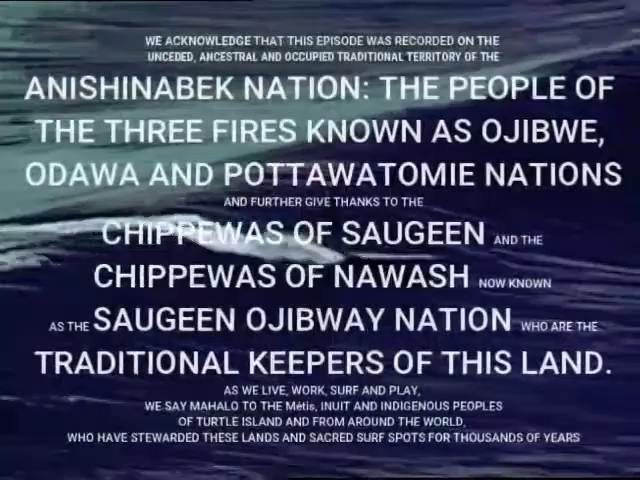 WE ACKNOWLEDGE THAT THIS EPISODE WAS RECORDED ON THE
UNCEDED, ANCESTRAL AND OCCUPIED TRADITIONAL TERRITORY OF THE
ANISHINABEK NATION: THE PEOPLE OF
THE THREE FIRES KNOWN AS OJIBWE,
ODAWA AND POTTAWATOMIE NATIONS
AND FURTHER GIVE THANKS TO THE
CHIPPEWAS OF SAUGEEN AND THE
CHIPPEWAS OF NAWASH NOW KNOWN
AS THE SAUGEEN OJIBWAY NATION WHO ARE THE
TRADITIONAL KEEPERS OF THIS LAND.
AS WE LIVE, WORK, SURF AND PLAY,
WE SAY MAHALO TO THE Métis, INUIT AND INDIGENOUS PEOPLES
OF TURTLE ISLAND AND FROM AROUND THE WORLD,
WHO HAVE STEWARDED THESE LANDS AND SACRED SURF SPOTS FOR THOUSANDS OF YEARS